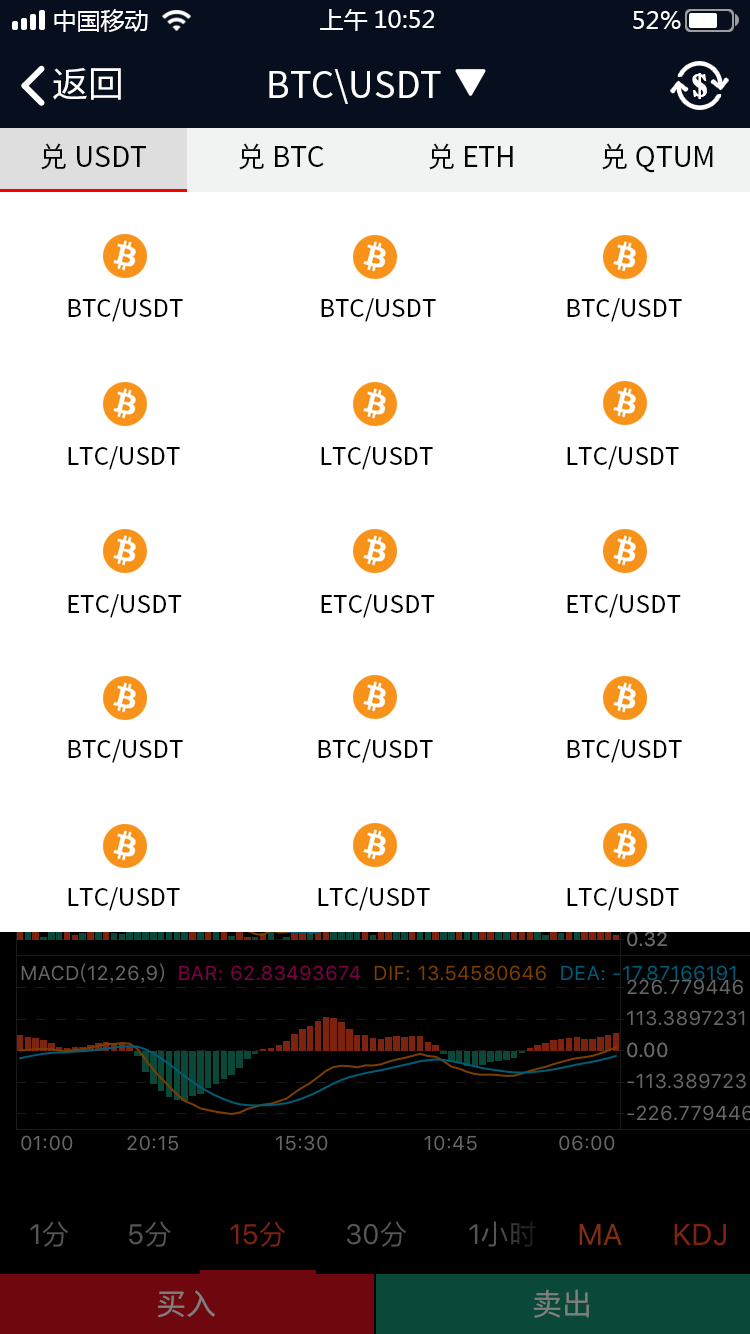 中国移动 上午 10:52 52%
返回 BTC\USDT
兑 USDT 兑 BTC 兑 ETH 兑 QTUM
BTC/USDT BTC/USDT BTC/USDT
LTC/USDT LTC/USDT LTC/USDT
ETC/USDT ETC/USDT ETC/USDT
BTC/USDT BTC/USDT BTC/USDT
LTC/USDT LTC/USDT LTC/USDT
0.32
MACD(12,26,9) BAR: 62.83493674 DIF: 13.54580646 DEA: -17.87166191
226.779446
113.3897231
0.00
-113.389723
-226.779446
01:00 20:15 15:30 10:45 06:00
1分 5分 15分 30分 1小时 MA KDJ
买入 卖出